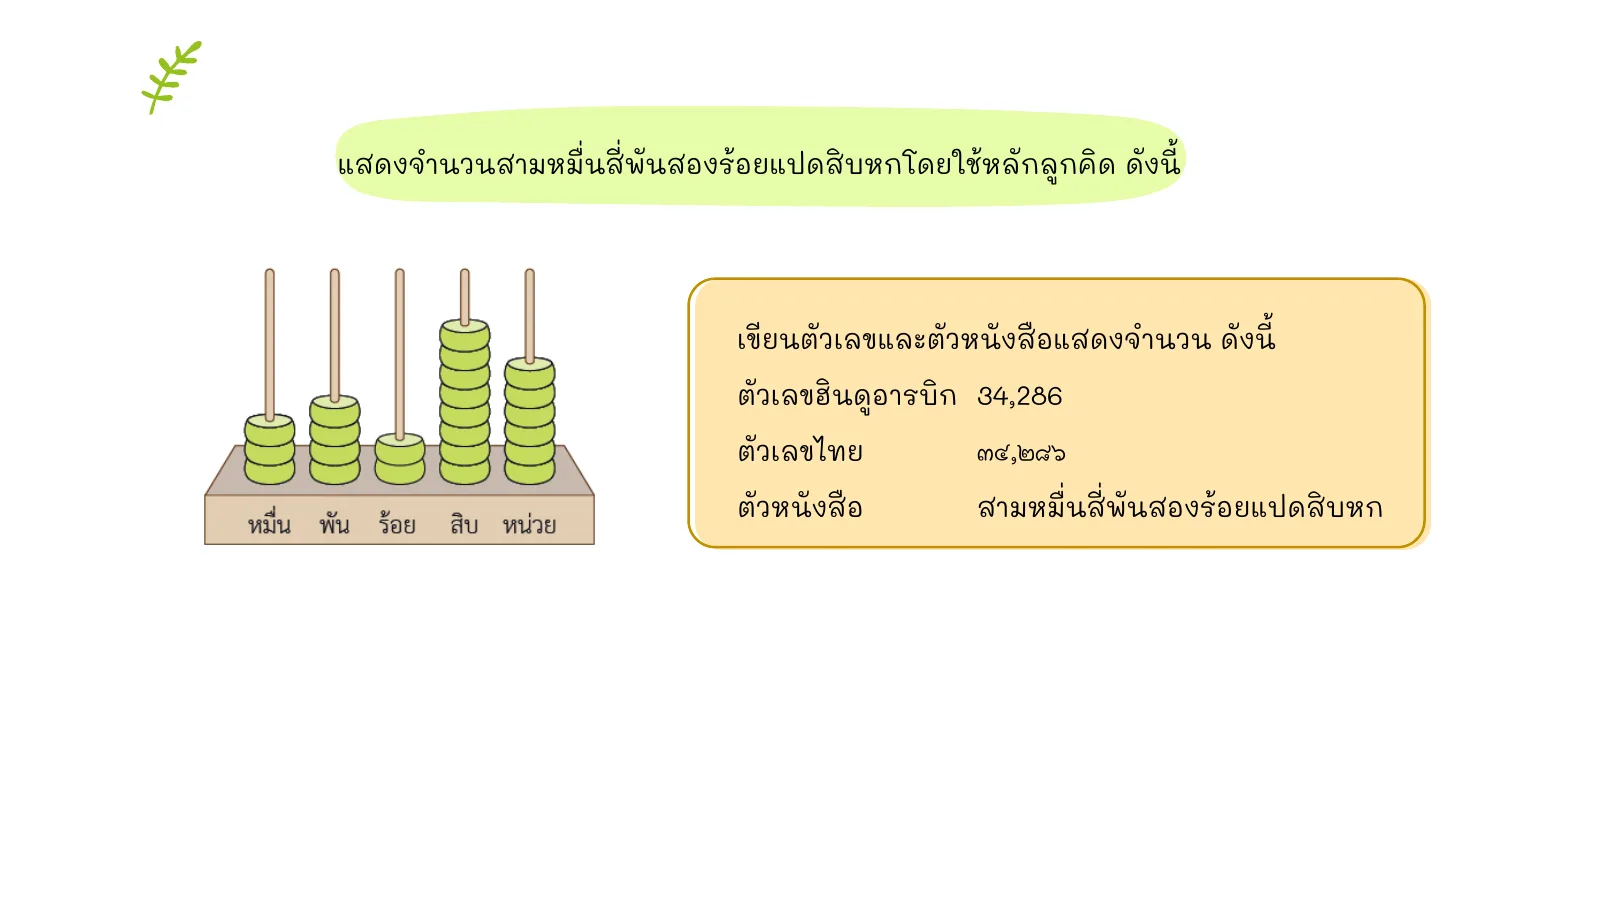 แสดงจำนวนสามหมื่นสี่พันสองร้อยแปดสิบหกโดยใช้หลักลูกคิด ดังนี้
หมื่น พัน ร้อย สิบ หน่วย
เขียนตัวเลขและตัวหนังสือแสดงจำนวน ดังนี้
ตัวเลขฮินดูอารบิก 34,286
ตัวเลขไทย ๓๔,๒๘๖
ตัวหนังสือ สามหมื่นสี่พันสองร้อยแปดสิบหก